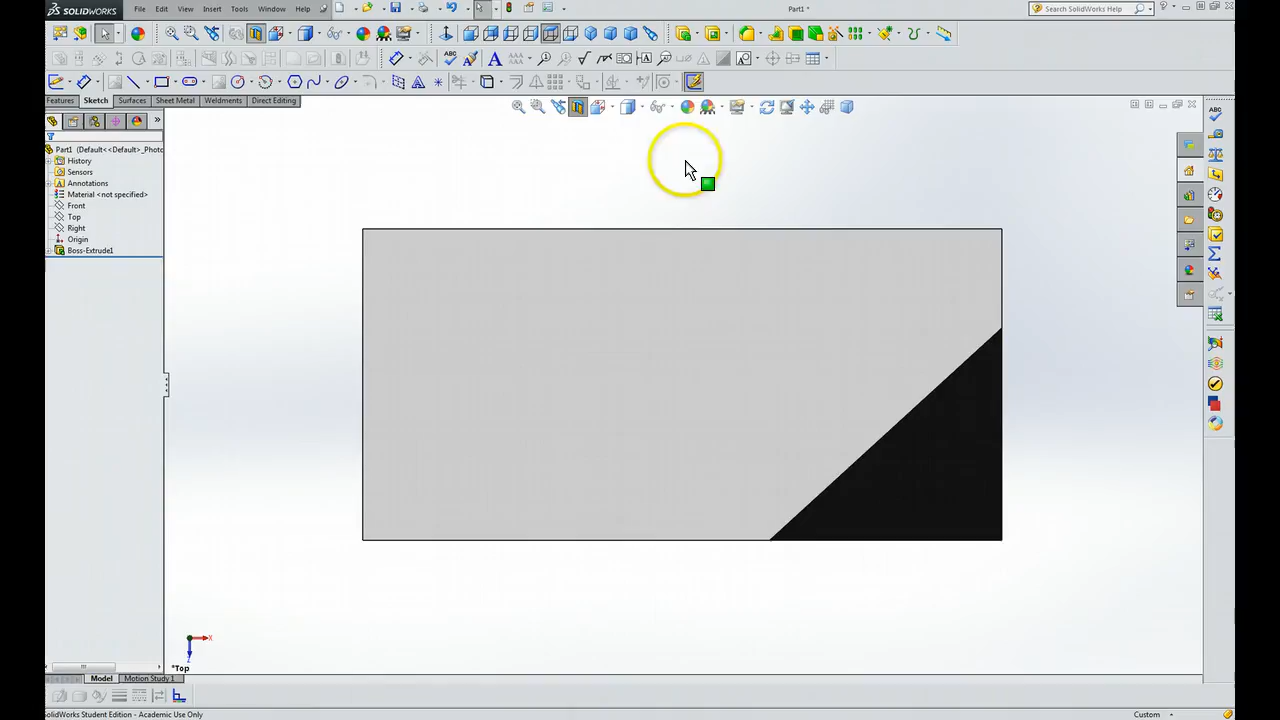 SOLIDWORKS File Edit View Insert Tools Window Help Part1 * Search SolidWorks Help
Features Sketch Surfaces Sheet Metal Weldments Direct Editing
Part1 (Default<<Default>_Photo
History
Sensors
Annotations
Material <not specified>
Front
Top
Right
Origin
Boss-Extrude1
X
Z
*Top
Model Motion Study 1
SolidWorks Student Edition - Academic Use Only Custom